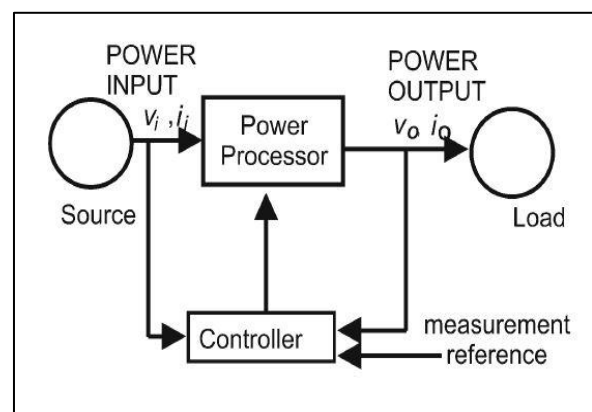 POWER
INPUT
vi ,ii
Source
Power
Processor
POWER
OUTPUT
vo io
Load
Controller
measurement
reference